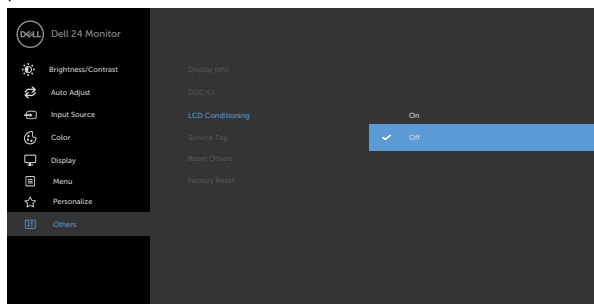 DELL Dell 24 Monitor
Brightness/Contrast
Display Info
Auto Adjust
DDC/CI
Input Source
LCD Conditioning
On
Color
Service Tag
Off
Display
Reset Others
Menu
Factory Reset
Personalize
Others